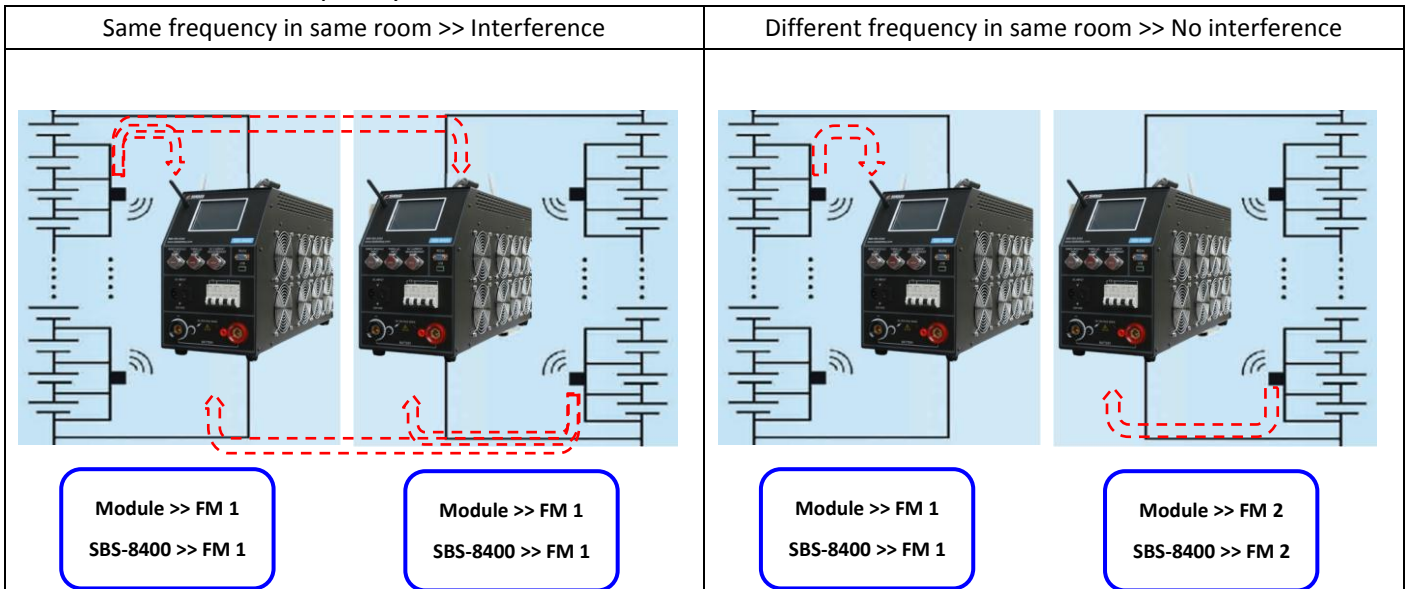 Same frequency in same room >> Interference
Different frequency in same room >> No interference
Module >> FM 1
SBS-8400 >> FM 1
Module >> FM 1
SBS-8400 >> FM 1
Module >> FM 1
SBS-8400 >> FM 1
Module >> FM 2
SBS-8400 >> FM 2